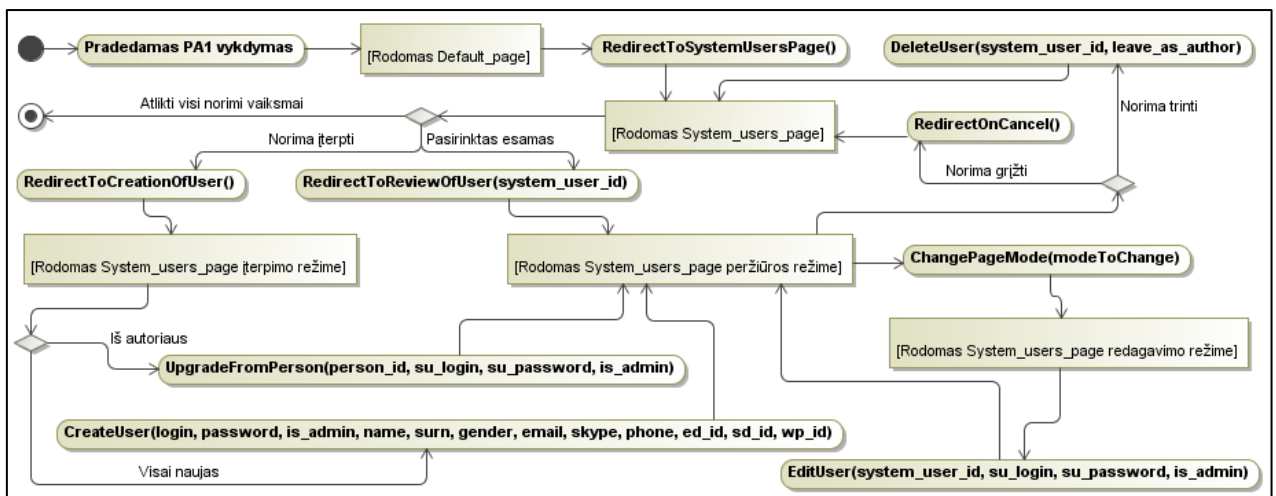 Pradedamas PA1 vykdymas
[Rodomas Default_page]
RedirectToSystemUsersPage()
DeleteUser(system_user_id, leave_as_author)
Atlikti visi norimi vaiksmai
[Rodomas System_users_page]
RedirectOnCancel()
Norima trinti
Norima įterpti
Pasirinktas esamas
Norima grįžti
RedirectToCreationOfUser()
RedirectToReviewOfUser(system_user_id)
[Rodomas System_users_page įterpimo režime]
[Rodomas System_users_page peržiūros režime]
ChangePageMode(modeToChange)
Iš autoriaus
[Rodomas System_users_page redagavimo režime]
UpgradeFromPerson(person_id, su_login, su_password, is_admin)
CreateUser(login, password, is_admin, name, surn, gender, email, skype, phone, ed_id, sd_id, wp_id)
Visai naujas
EditUser(system_user_id, su_login, su_password, is_admin)